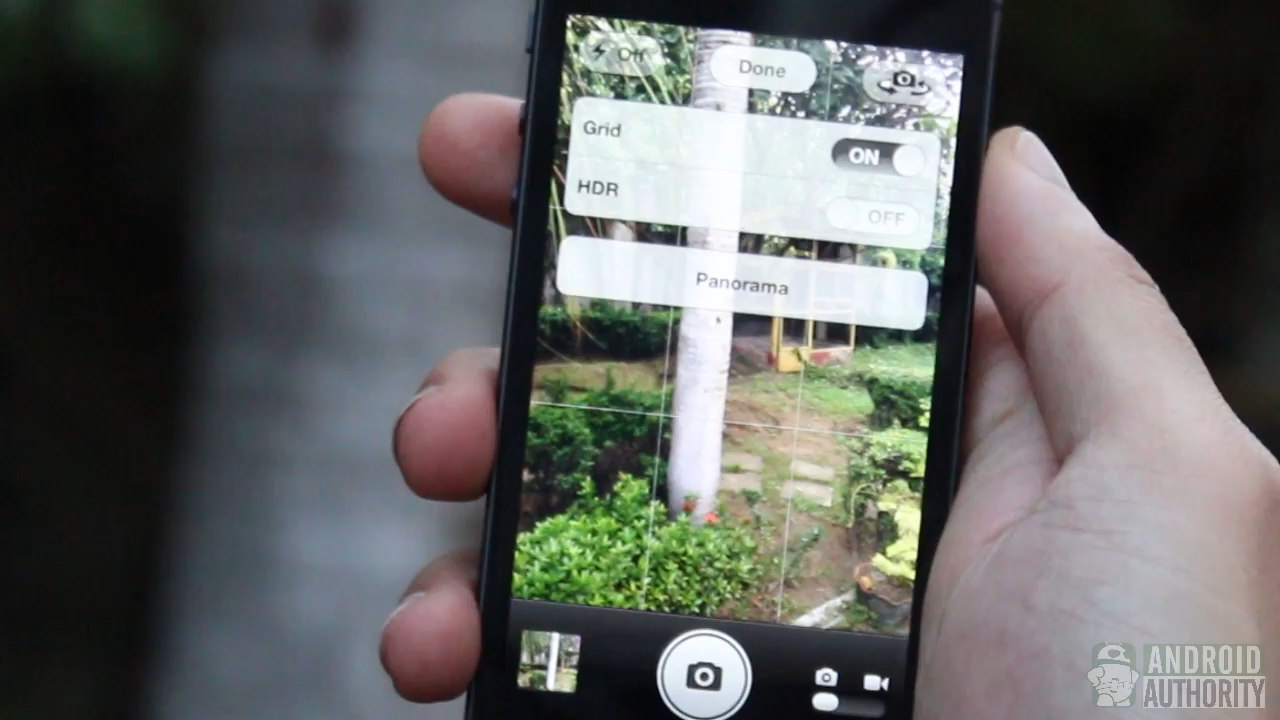 Off
Done
Grid
ON
HDR
OFF
Panorama
ANDROID
AUTHORITY